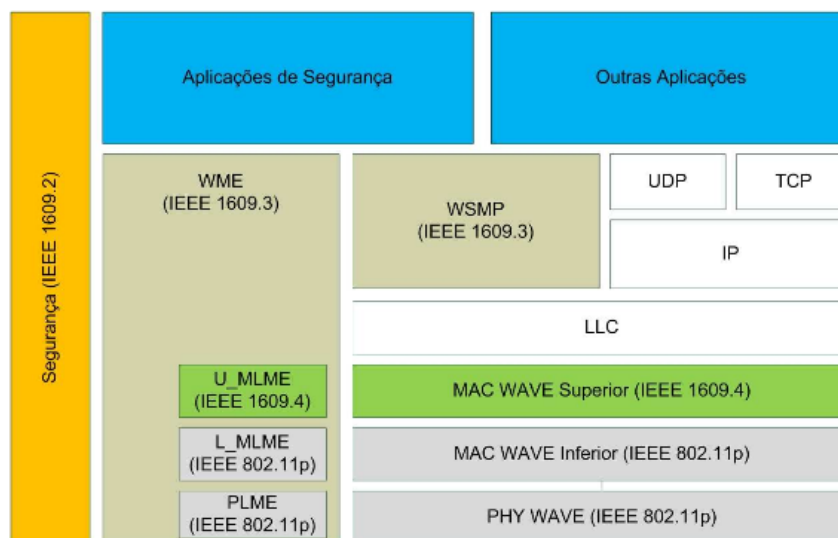 Segurança (IEEE 1609.2)
Aplicações de Segurança
Outras Aplicações
WME
(IEEE 1609.3)
WSMP
(IEEE 1609.3)
UDP
TCP
IP
LLC
U_MLME
(IEEE 1609.4)
MAC WAVE Superior (IEEE 1609.4)
L_MLME
(IEEE 802.11p)
MAC WAVE Inferior (IEEE 802.11p)
PLME
(IEEE 802.11p)
PHY WAVE (IEEE 802.11p)